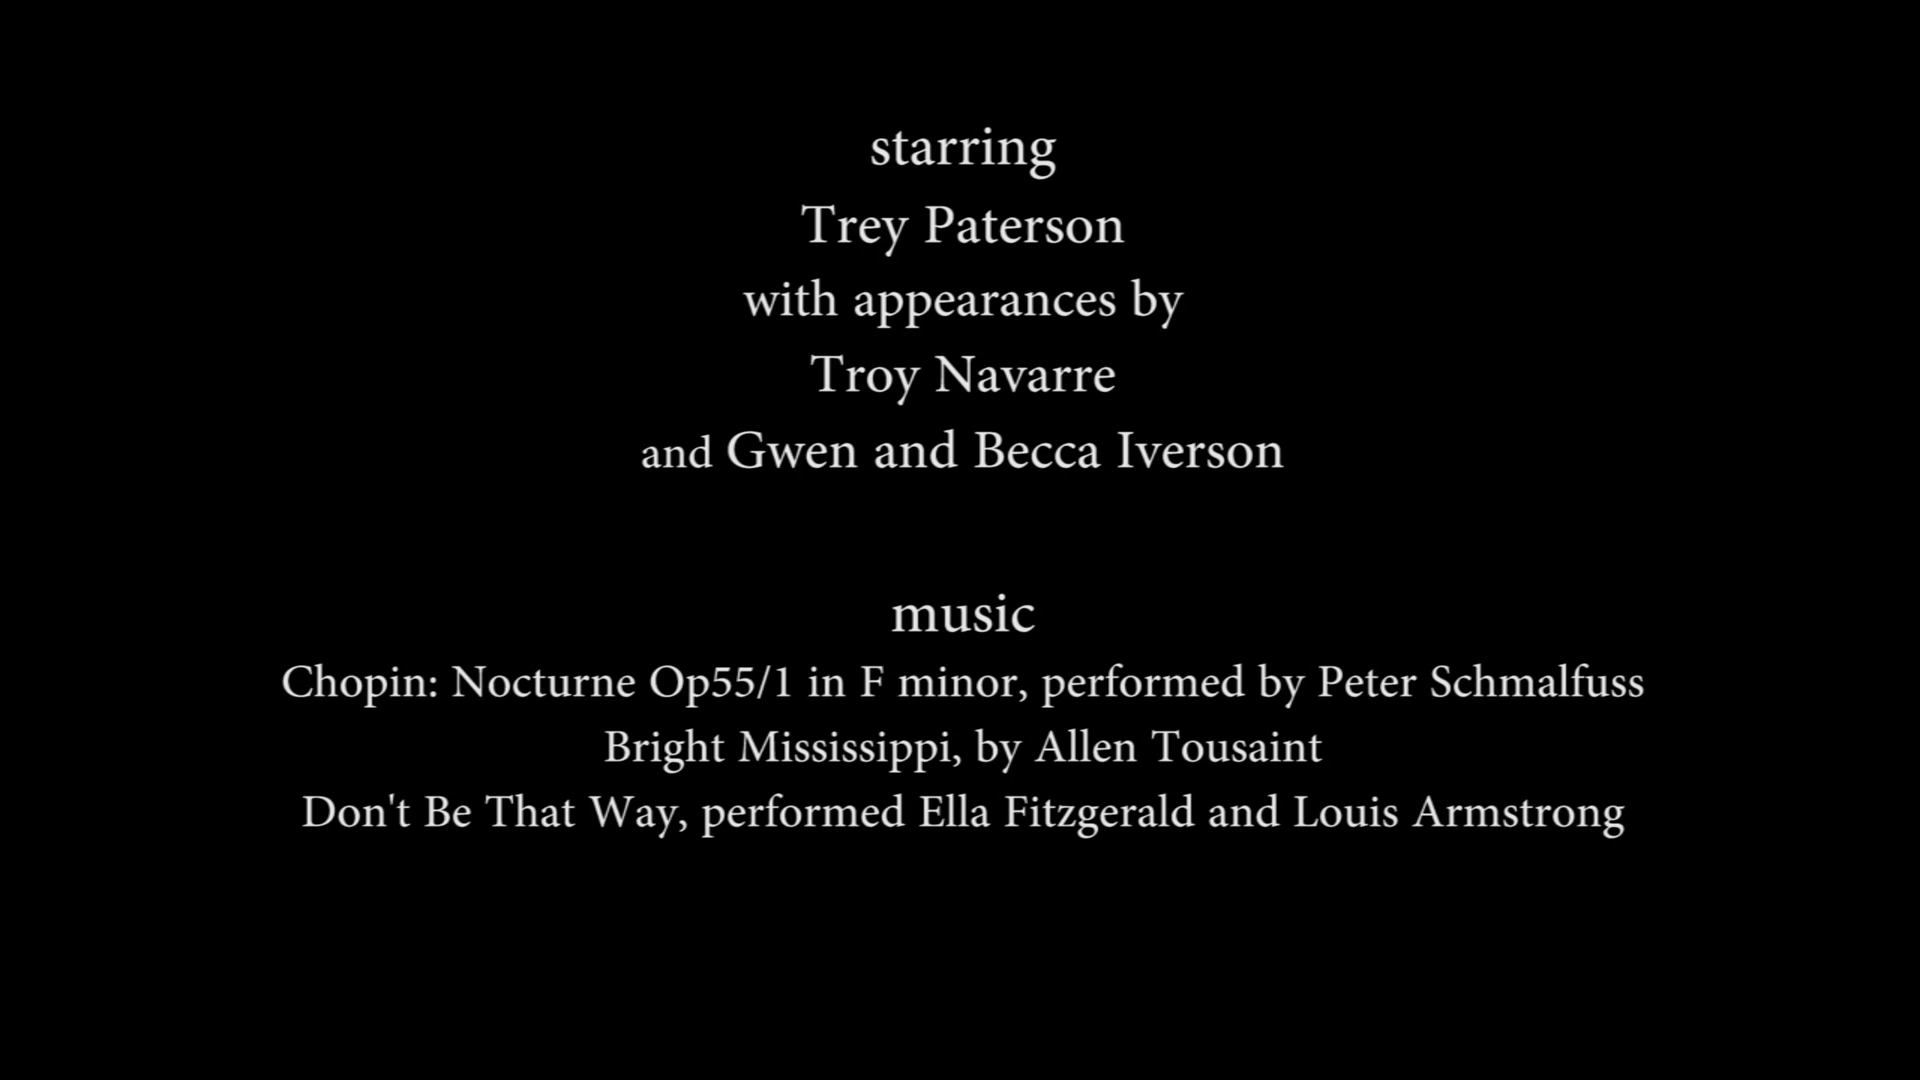 starring
Trey Paterson
with appearances by
Troy Navarre
and Gwen and Becca Iverson
music
Chopin: Nocturne Op55/1 in F minor, performed by Peter Schmalfuss
Bright Mississippi, by Allen Tousaint
Don't Be That Way, performed Ella Fitzgerald and Louis Armstrong